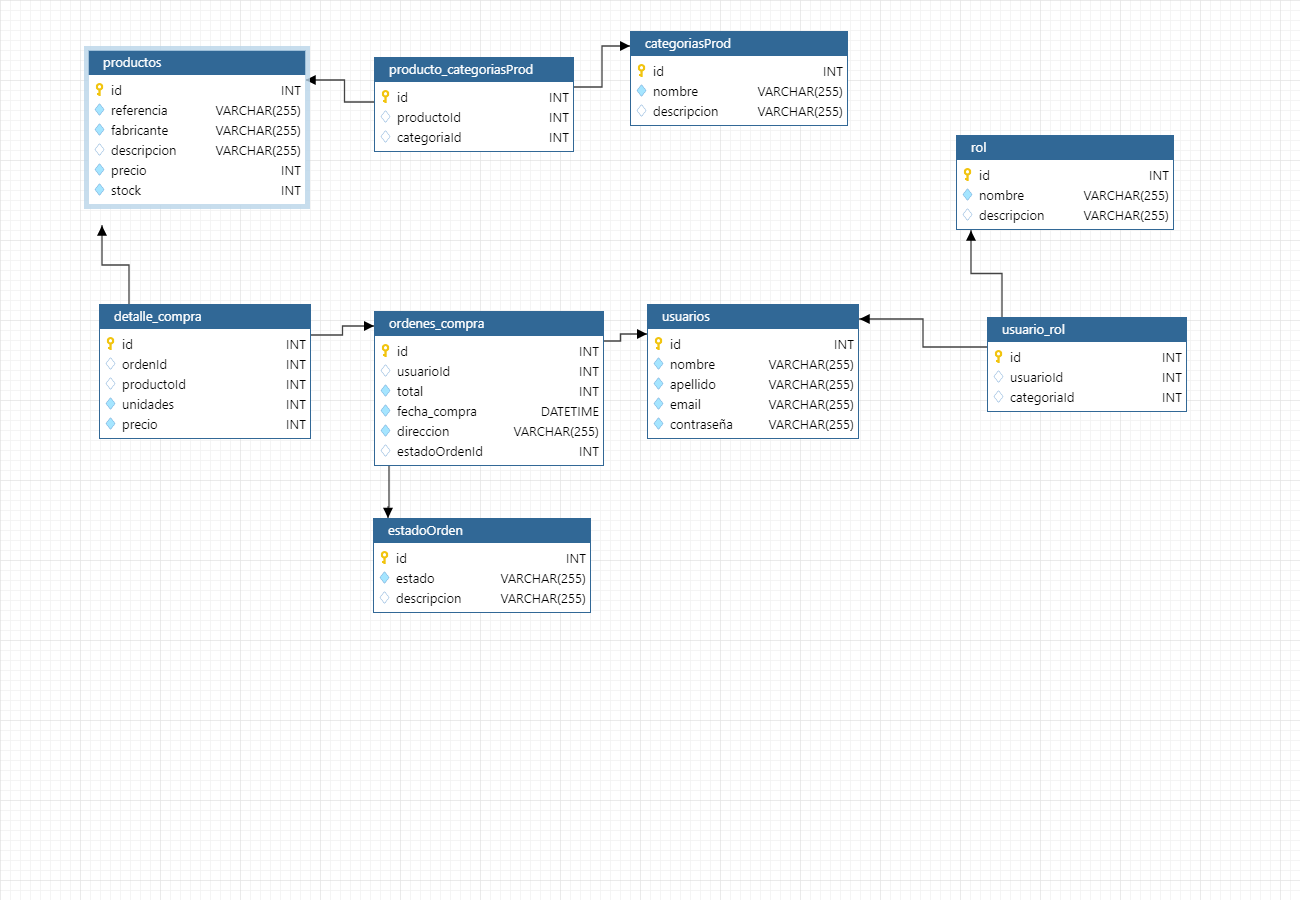 productos
id INT
referencia VARCHAR(255)
fabricante VARCHAR(255)
descripcion VARCHAR(255)
precio INT
stock INT
producto_categoriasProd
id INT
productoId INT
categoriaId INT
categoriasProd
id INT
nombre VARCHAR(255)
descripcion VARCHAR(255)
rol
id INT
nombre VARCHAR(255)
descripcion VARCHAR(255)
detalle_compra
id INT
ordenId INT
productoId INT
unidades INT
precio INT
ordenes_compra
id INT
usuarioId INT
total INT
fecha_compra DATETIME
direccion VARCHAR(255)
estadoOrdenId INT
usuarios
id INT
nombre VARCHAR(255)
apellido VARCHAR(255)
email VARCHAR(255)
contraseña VARCHAR(255)
usuario_rol
id INT
usuarioId INT
categoriaId INT
estadoOrden
id INT
estado VARCHAR(255)
descripcion VARCHAR(255)